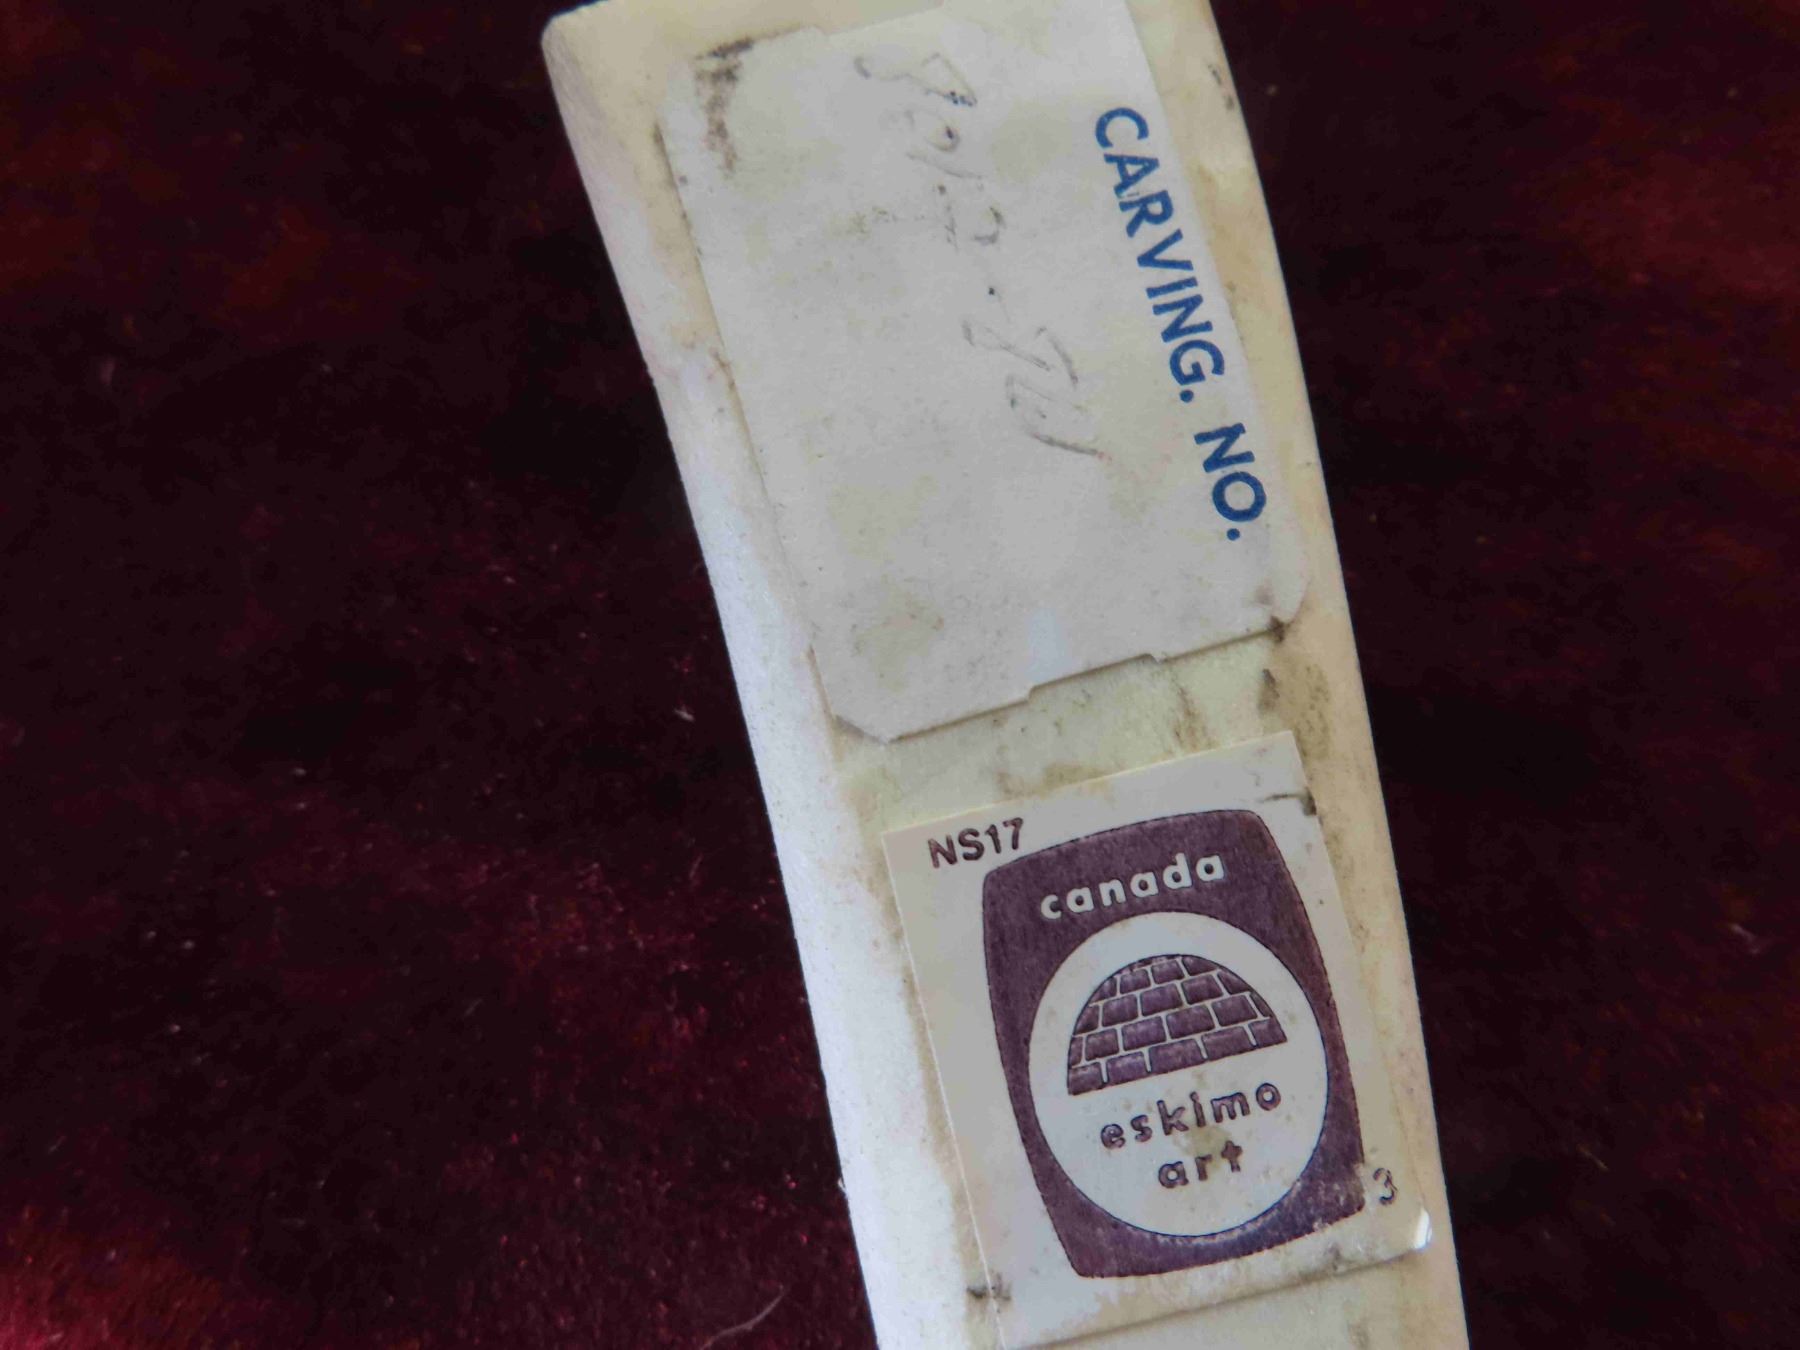 CARVING. NO.
NS17
canada
eskimo
art
3